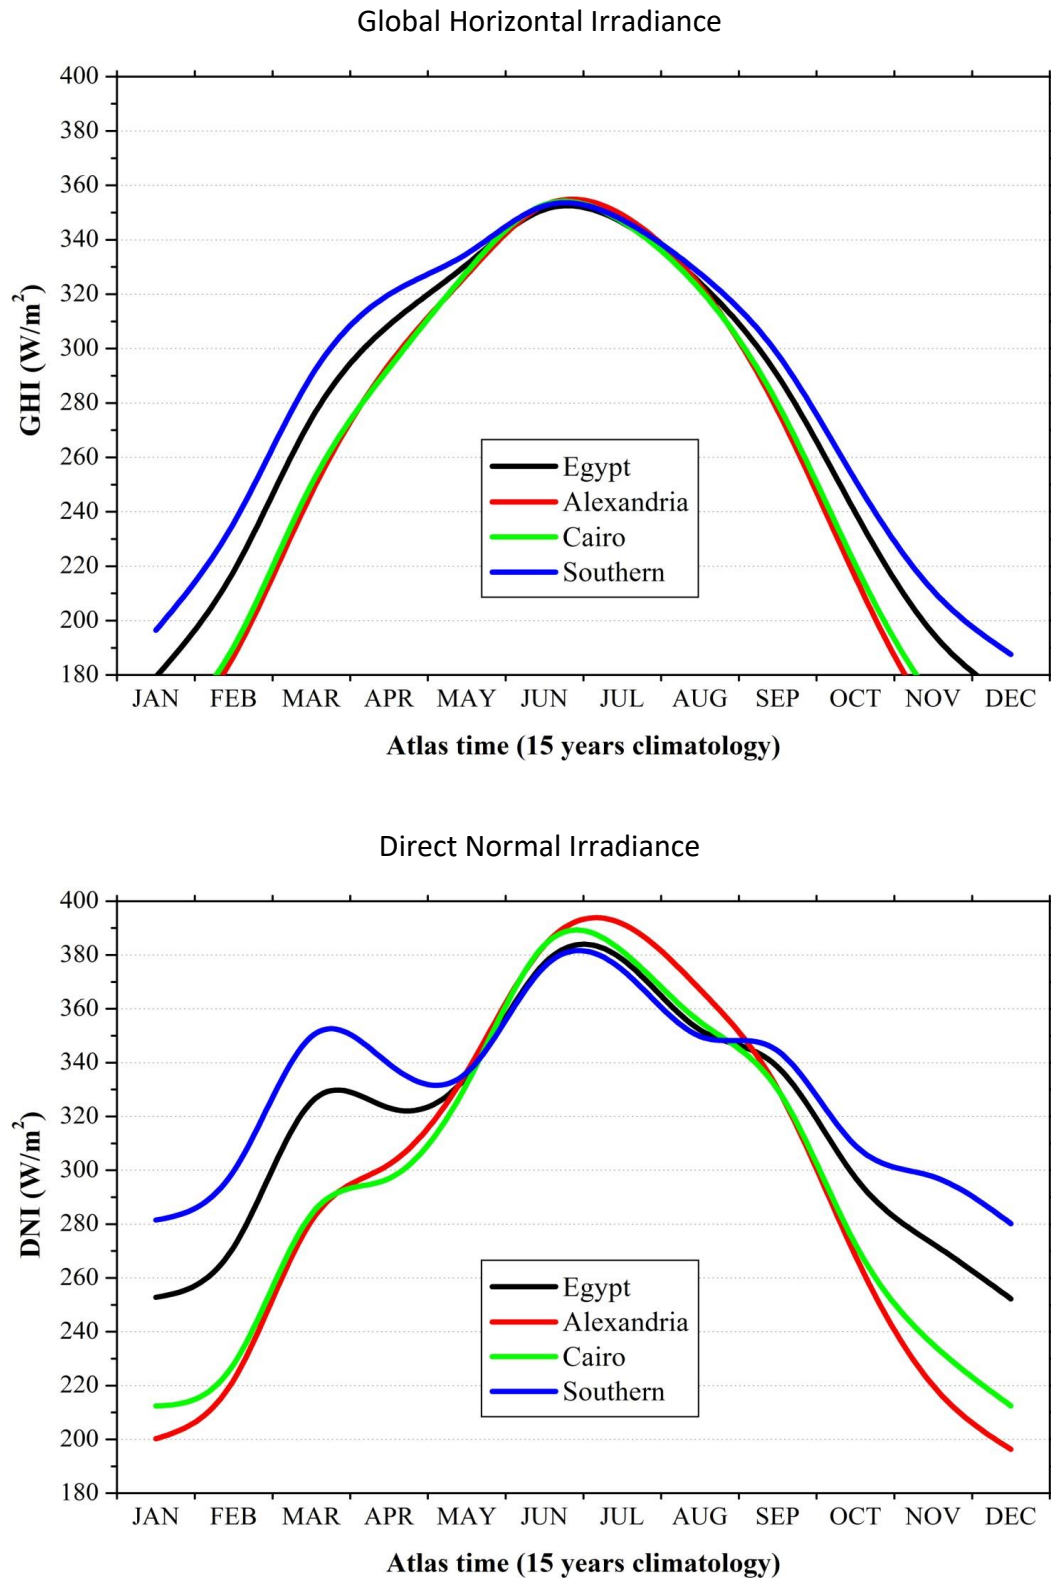 Global Horizontal Irradiance
400
380
360
340
320
300
280
260
240
220
200
180
GHI (W/m²)
Egypt
Alexandria
Cairo
Southern
JAN FEB MAR APR MAY JUN JUL AUG SEP OCT NOV DEC
Atlas time (15 years climatology)
Direct Normal Irradiance
400
380
360
340
320
300
280
260
240
220
200
180
DNI (W/m²)
Egypt
Alexandria
Cairo
Southern
JAN FEB MAR APR MAY JUN JUL AUG SEP OCT NOV DEC
Atlas time (15 years climatology)